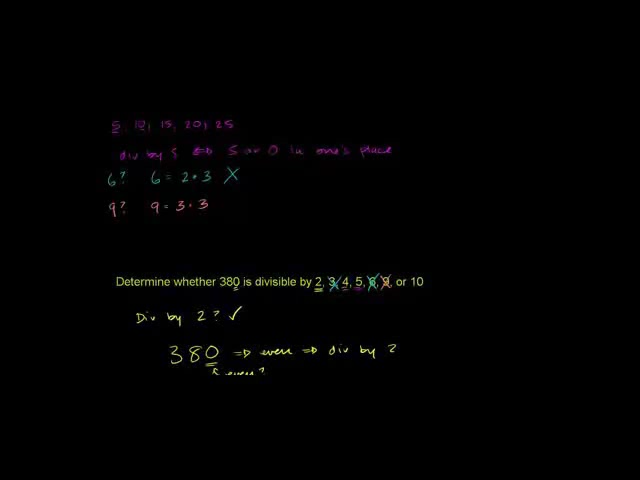 5, 10, 15, 20, 25
div by 5 ⇔ 5 or 0 in one's place
6? 6 = 2 · 3 X
9? 9 = 3 · 3
Determine whether 380 is divisible by 2, 3, 4, 5, 6, 9, or 10
Div by 2? ✓
380 ⇒ even ⇒ div by 2
even?